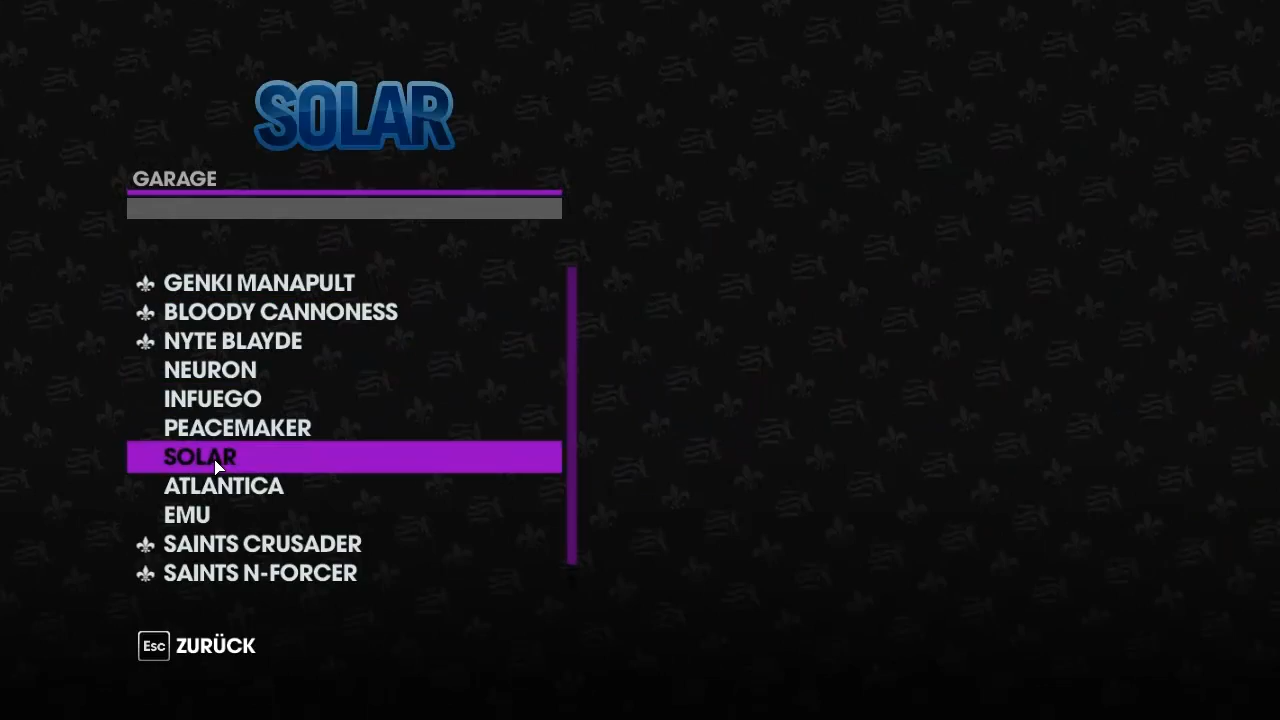 SOLAR
GARAGE
GENKI MANAPULT
BLOODY CANNONESS
NYTE BLAYDE
NEURON
INFUEGO
PEACEMAKER
SOLAR
ATLANTICA
EMU
SAINTS CRUSADER
SAINTS N-FORCER
Esc ZURÜCK